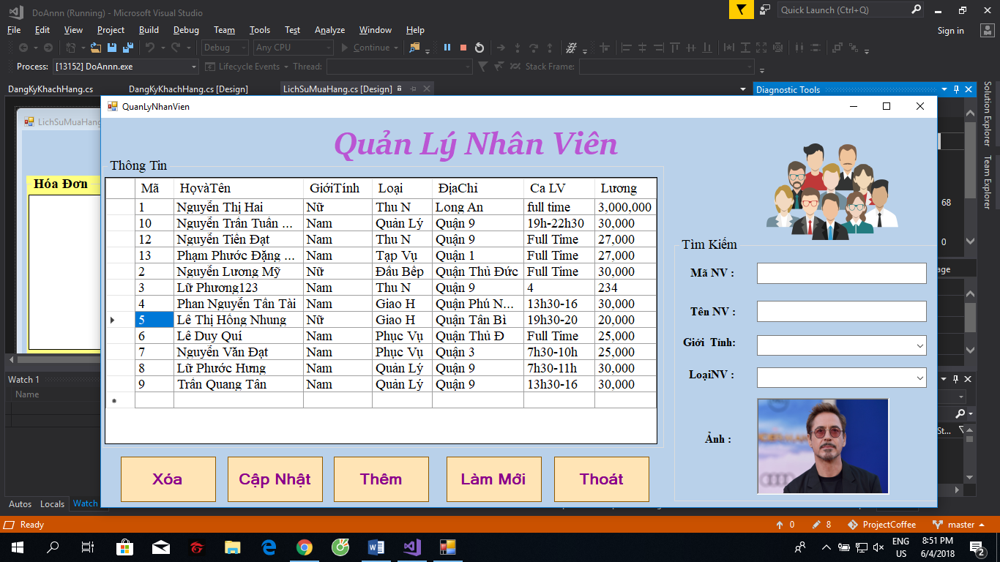 DoAnnn (Running) - Microsoft Visual Studio
Quick Launch (Ctrl+Q)
File Edit View Project Build Debug Team Tools Test Analyze Window Help
Sign in
Debug Any CPU Continue
Process: [13152] DoAnnn.exe Lifecycle Events Thread: Stack Frame:
DangKyKhachHang.cs DangKyKhachHang.cs [Design] LichSuMuaHang.cs [Design]
Diagnostic Tools
Solution Explorer
Team Explorer
QuanLyNhanVien
LichSuMuaHang
Hóa Đơn
Quản Lý Nhân Viên
Thông Tin
Mã HọvàTên GiớiTính Loại ĐịaChỉ Ca LV Lương
1 Nguyễn Thị Hai Nữ Thu N Long An full time 3,000,000
10 Nguyễn Trần Tuần ... Nam Quản Lý Quận 9 19h-22h30 30,000
12 Nguyễn Tiến Đạt Nam Thu N Quận 9 Full Time 27,000
13 Phạm Phước Đặng ... Nam Tạp Vụ Quận 1 Full Time 27,000
2 Nguyễn Lương Mỹ Nữ Đầu Bếp Quận Thủ Đức Full Time 30,000
3 Lữ Phương123 Nam Thu N Quận 9 4 234
4 Phan Nguyễn Tấn Tài Nam Giao H Quận Phú N... 13h30-16 30,000
5 Lê Thị Hồng Nhung Nữ Giao H Quận Tân Bì 19h30-20 20,000
6 Lê Duy Quí Nam Phục Vụ Quận Thủ Đ Full Time 25,000
7 Nguyễn Văn Đạt Nam Phục Vụ Quận 3 7h30-10h 25,000
8 Lữ Phước Hưng Nam Quản Lý Quận 9 7h30-11h 30,000
9 Trần Quang Tân Nam Quản Lý Quận 9 13h30-16 30,000
Tìm Kiếm
Mã NV :
Tên NV :
Giới Tính:
LoạiNV :
Ảnh :
Xóa Cập Nhật Thêm Làm Mới Thoát
68
0
age
St...
Watch 1
Name
Autos Locals Watch
Ready
0 8 ProjectCoffee master
ENG
US
8:51 PM
6/4/2018
2